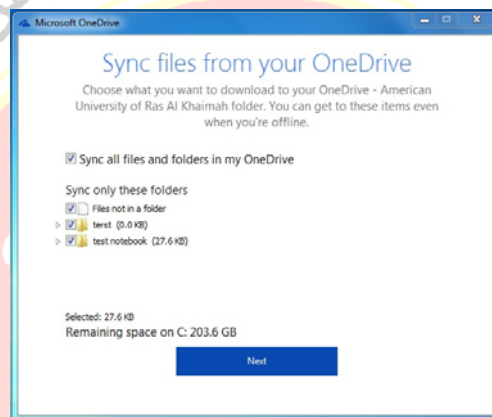 Microsoft OneDrive
Sync files from your OneDrive
Choose what you want to download to your OneDrive - American
University of Ras Al Khaimah folder. You can get to these items even
when you're offline.
Sync all files and folders in my OneDrive
Sync only these folders
Files not in a folder
terst (0.0 KB)
test notebook (27.6 KB)
Selected: 27.6 KB
Remaining space on C: 203.6 GB
Next